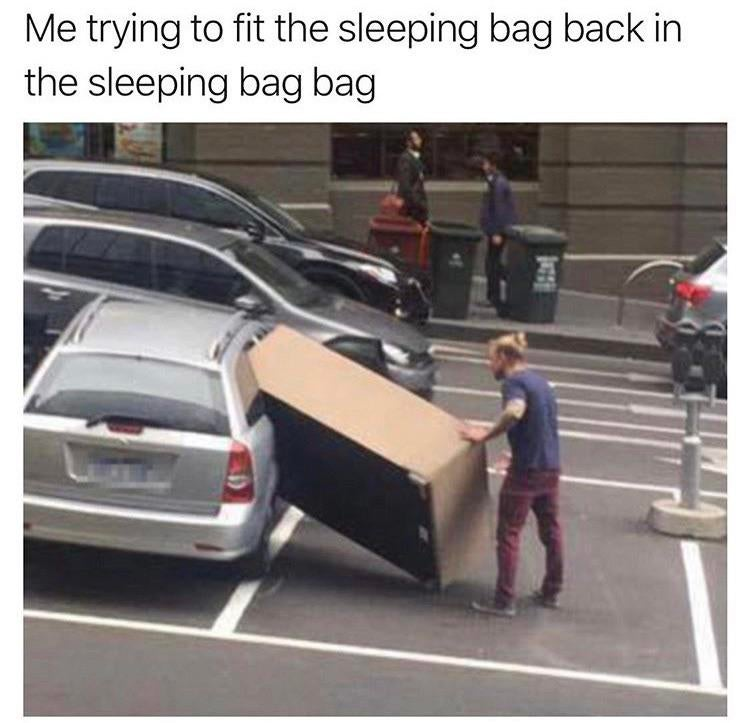 Me trying to fit the sleeping bag back in
the sleeping bag bag